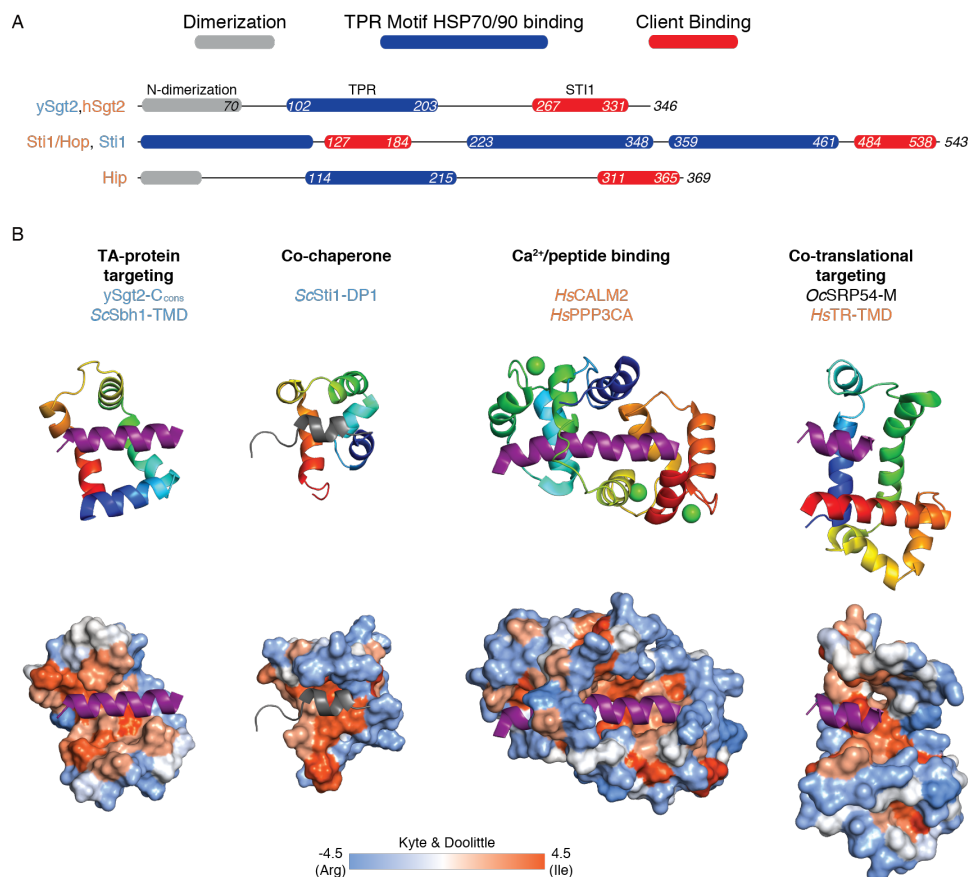 A
Dimerization
TPR Motif HSP70/90 binding
Client Binding
N-dimerization
TPR
STI1
ySgt2,hSgt2
70
102
203
267
331
346
Sti1/Hop, Sti1
127
184
223
348
359
461
484
538
543
Hip
114
215
311
365
369
B
TA-protein
targeting
ySgt2-Ccons
ScSbh1-TMD
Co-chaperone
ScSti1-DP1
Ca²⁺/peptide binding
HsCALM2
HsPPP3CA
Co-translational
targeting
OcSRP54-M
HsTR-TMD
Kyte & Doolittle
-4.5
(Arg)
4.5
(Ile)